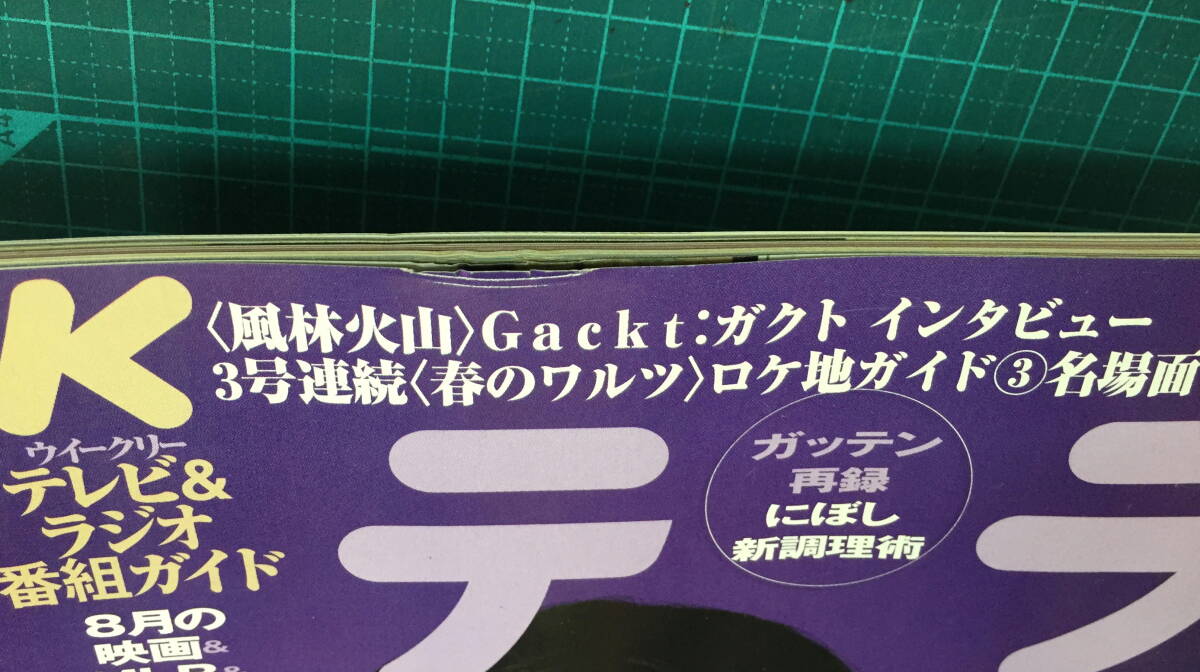 K
〈風林火山〉Gackt:ガクト インタビュー
3号連続〈春のワルツ〉ロケ地ガイド③名場面
ウイークリー
テレビ&
ラジオ
番組ガイド
8月の
映画&
ガッテン
再録
にぼし
新調理術
テ